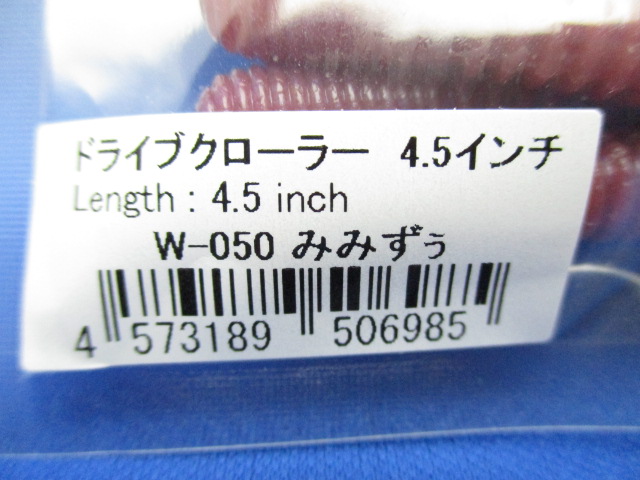 ドライブクローラー 4.5インチ
Length : 4.5 inch
W-050 みみずぅ
4 573189 506985